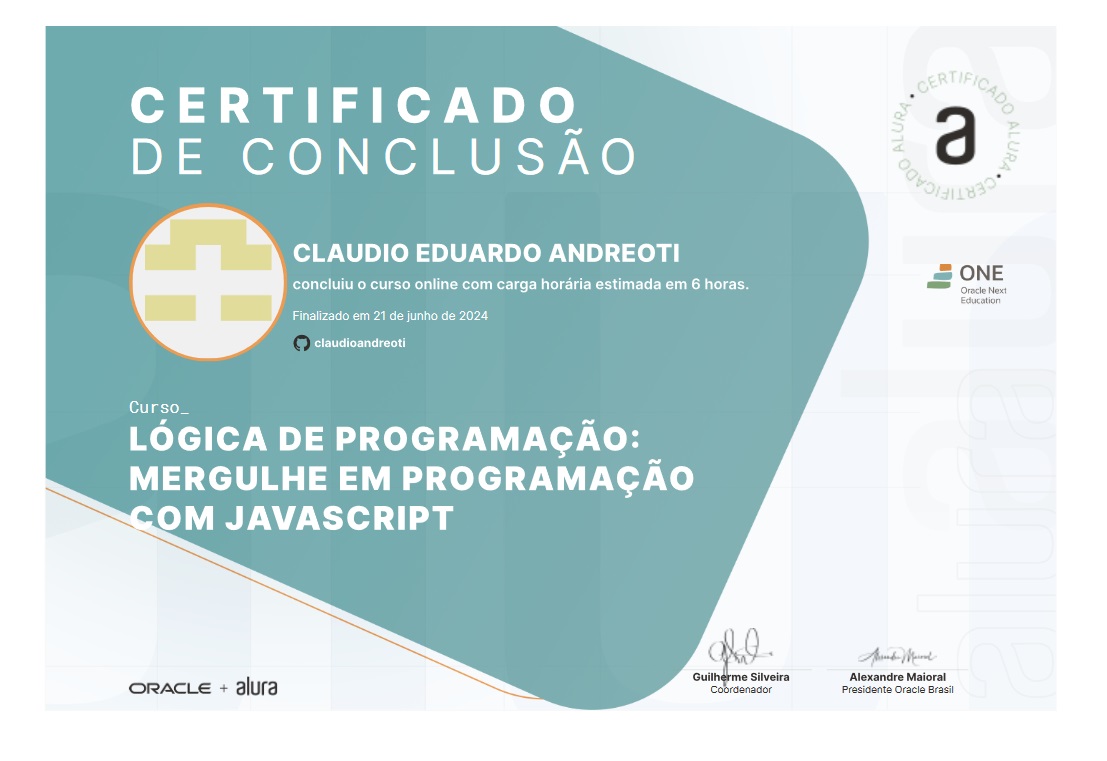 CERTIFICADO
DE CONCLUSÃO
CERTIFICADO ALURA • CERTIFICADO ALURA •
a
CLAUDIO EDUARDO ANDREOTI
concluiu o curso online com carga horária estimada em 6 horas.
Finalizado em 21 de junho de 2024
claudioandreoti
ONE
Oracle Next
Education
Curso_
LÓGICA DE PROGRAMAÇÃO:
MERGULHE EM PROGRAMAÇÃO
COM JAVASCRIPT
alura
alura
ORACLE + alura
Guilherme Silveira
Coordenador
Alexandre Maioral
Presidente Oracle Brasil